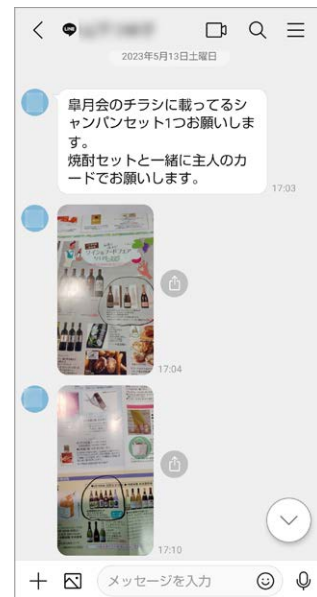 2023年5月13日土曜日
皐月会のチラシに載ってるシ
ャンパンセット1つお願いしま
す。
焼酎セットと一緒に主人のカ
ードでお願いします。
17:03
17:04
17:10
メッセージを入力